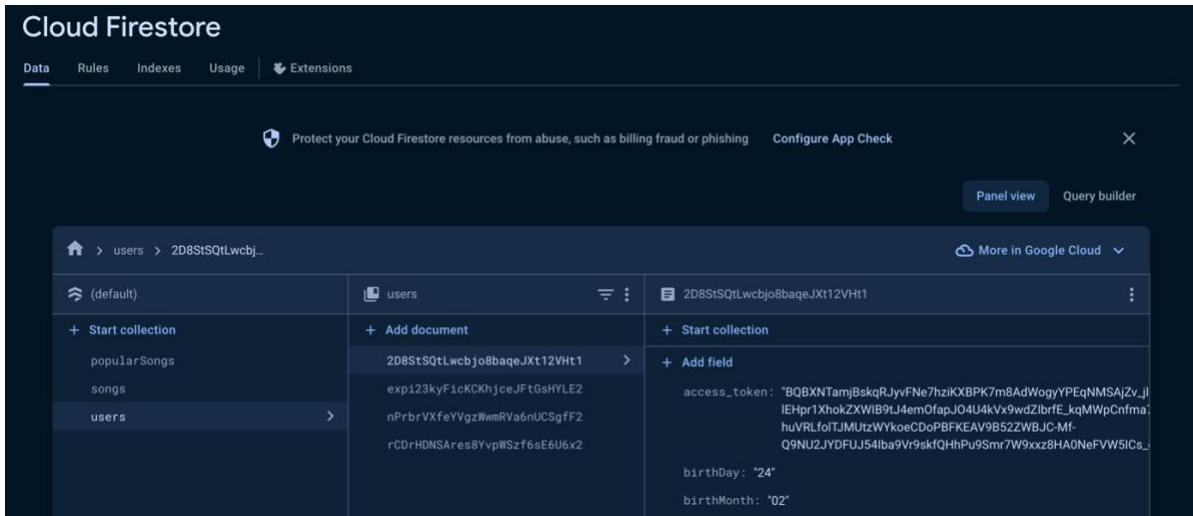 Cloud Firestore
Data Rules Indexes Usage Extensions
Protect your Cloud Firestore resources from abuse, such as billing fraud or phishing Configure App Check
Panel view Query builder
users > 2D8StSQtLwcbj…
More in Google Cloud
(default)
users
2D8StSQtLwcbjo8baqeJXt12VHt1
+ Start collection
+ Add document
+ Start collection
popularSongs
songs
users
2D8StSQtLwcbjo8baqeJXt12VHt1
expi23kyFicKCKhjceJFtGsHYLE2
nPrbrVXfeYVgzWwmRVa6nUCSgfF2
rCDrHDNSAres8YvpWSzf6sE6U6x2
+ Add field
access_token: "BQBXNTamjBskqRJyvFNe7hziKXBPK7m8AdWogyYPEqNMSAjZv_jl
lEHpr1XhokZXWIB9tJ4emOfapJO4U4kVx9wdZIbrfE_kqMWpCnfma7
huVRLfolTJMUtzWYkoeCDoPBFKEAV9B52ZWBJC-Mf-
Q9NU2JYDFUJ54Iba9Vr9skfQHhPu9Smr7W9xxz8HA0NeFVW5ICs_
birthDay: "24"
birthMonth: "02"